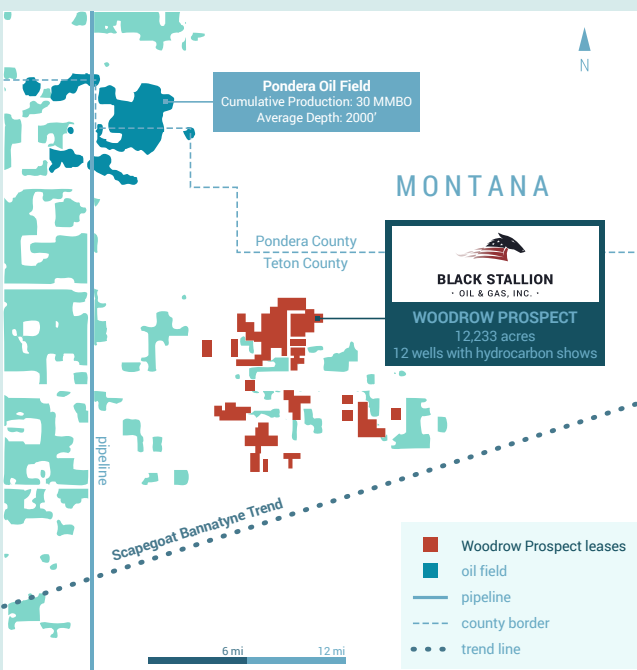 N
Pondera Oil Field
Cumulative Production: 30 MMBO
Average Depth: 2000'
MONTANA
Pondera County
Teton County
BLACK STALLION
· OIL & GAS, INC. ·
WOODROW PROSPECT
12,233 acres
12 wells with hydrocarbon shows
pipeline
Scapegoat Bannatyne Trend
Woodrow Prospect leases
oil field
pipeline
county border
trend line
6 mi 12 mi